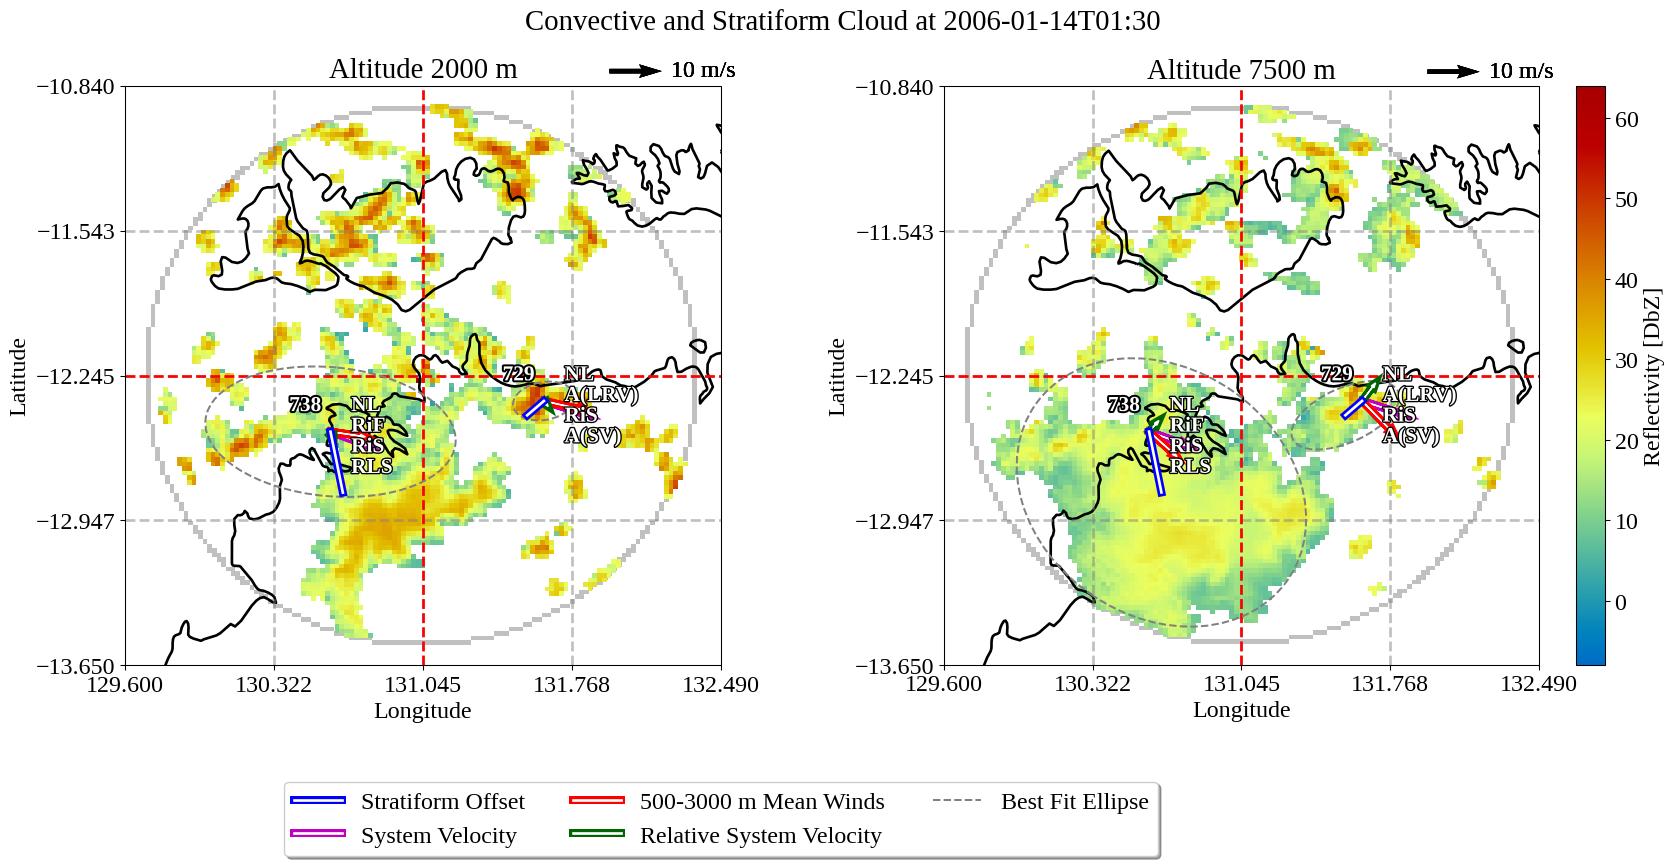 Convective and Stratiform Cloud at 2006-01-14T01:30
Altitude 2000 m
10 m/s
−10.840
−11.543
−12.245
−12.947
−13.650
129.600 130.322 131.045 131.768 132.490
Longitude
Latitude
729
NL
A(LRV)
RiS
A(SV)
738
NL
RiF
RiS
RLS
Altitude 7500 m
10 m/s
−10.840
−11.543
−12.245
−12.947
−13.650
129.600 130.322 131.045 131.768 132.490
Longitude
Latitude
729
NL
A(LRV)
RiS
A(SV)
738
NL
RiF
RiS
RLS
60
50
40
30
20
10
0
Reflectivity [DbZ]
Stratiform Offset
System Velocity
500-3000 m Mean Winds
Relative System Velocity
Best Fit Ellipse